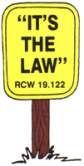 "IT'S
THE
LAW"
RCW 19.122